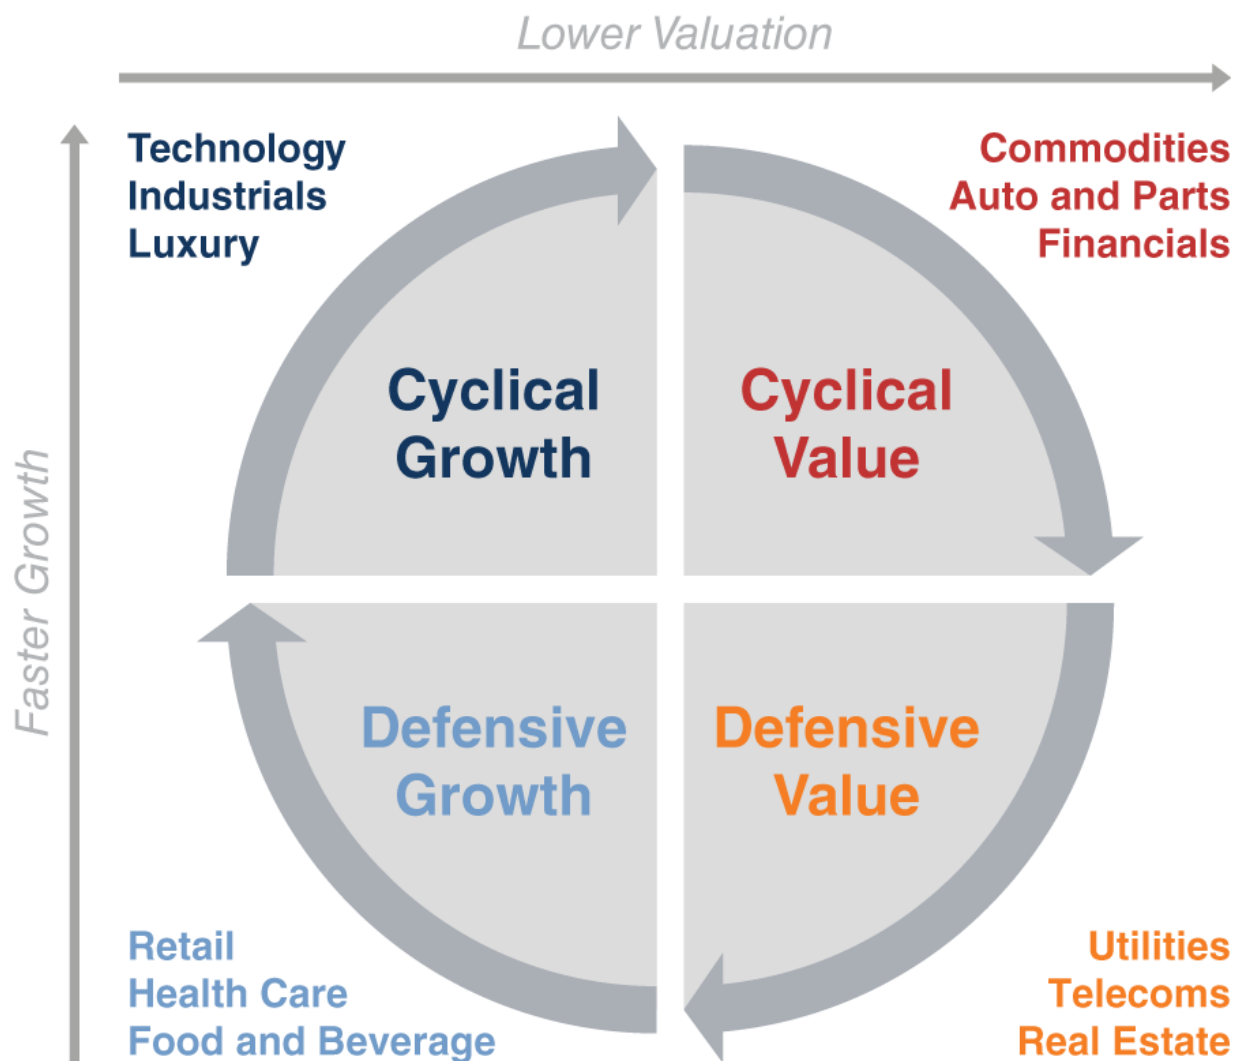 Lower Valuation
Technology
Industrials
Luxury
Commodities
Auto and Parts
Financials
Cyclical
Growth
Cyclical
Value
Faster Growth
Defensive
Growth
Defensive
Value
Retail
Health Care
Food and Beverage
Utilities
Telecoms
Real Estate